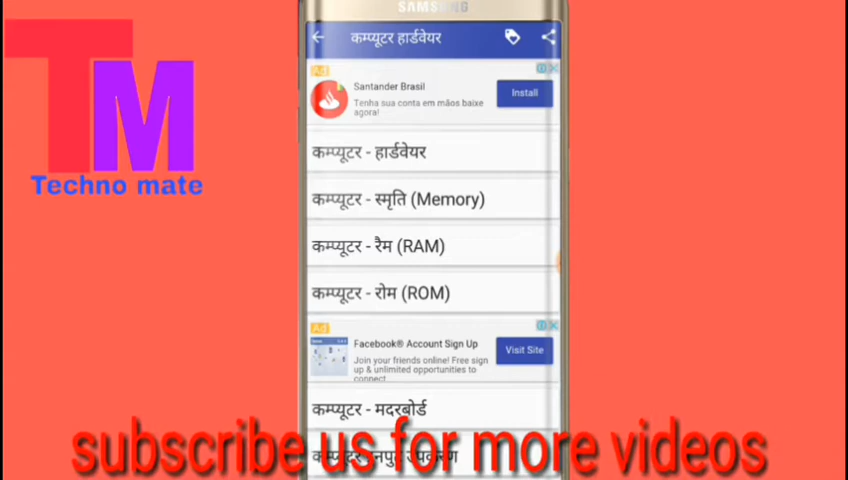 SAMSUNG
कम्प्यूटर हार्डवेयर
Ad
Santander Brasil
Tenha sua conta em mãos baixe
agora!
Install
TM
Techno mate
कम्प्यूटर - हार्डवेयर
कम्प्यूटर - स्मृति (Memory)
कम्प्यूटर - रैम (RAM)
कम्प्यूटर - रोम (ROM)
Ad
Facebook® Account Sign Up
Join your friends online! Free sign
up & unlimited opportunities to
connect
Visit Site
कम्प्यूटर - मदरबोर्ड
subscribe us for more videos
कम्प्यूटर उपकरण